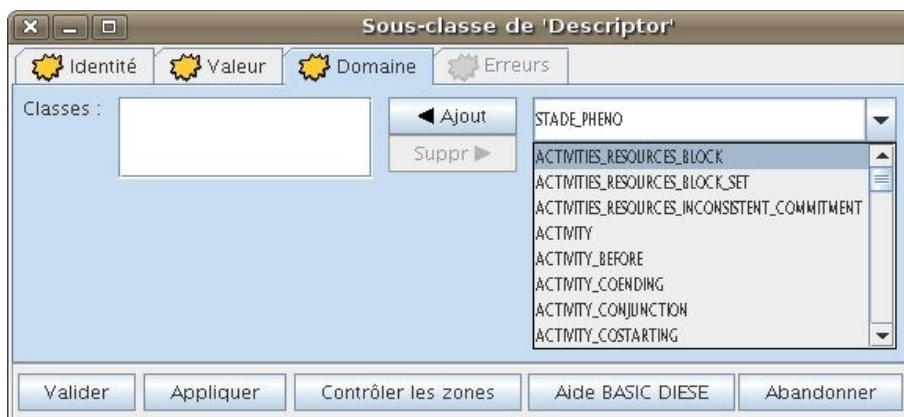 Sous-classe de 'Descriptor'
Identité Valeur Domaine Erreurs
Classes : Ajout STADE_PHENO
Suppr
ACTIVITIES_RESOURCES_BLOCK
ACTIVITIES_RESOURCES_BLOCK_SET
ACTIVITIES_RESOURCES_INCONSISTENT_COMMITMENT
ACTIVITY
ACTIVITY_BEFORE
ACTIVITY_COENDING
ACTIVITY_CONJUNCTION
ACTIVITY_COSTARTING
Valider Appliquer Contrôler les zones Aide BASIC DIESE Abandonner